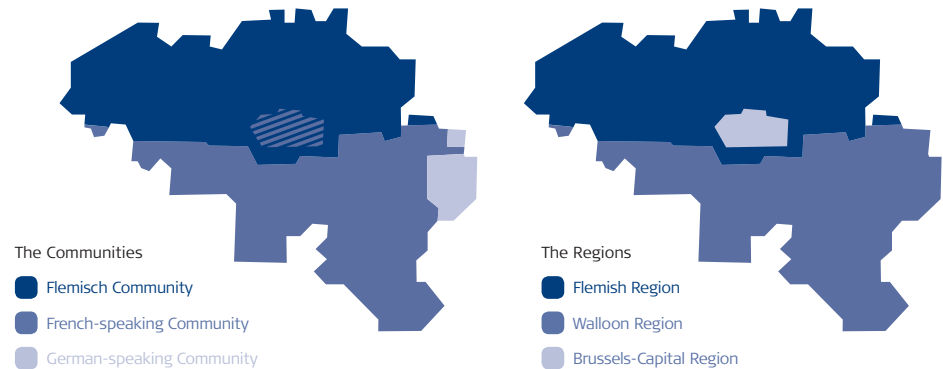 The Communities
Flemisch Community
French-speaking Community
German-speaking Community
The Regions
Flemish Region
Walloon Region
Brussels-Capital Region